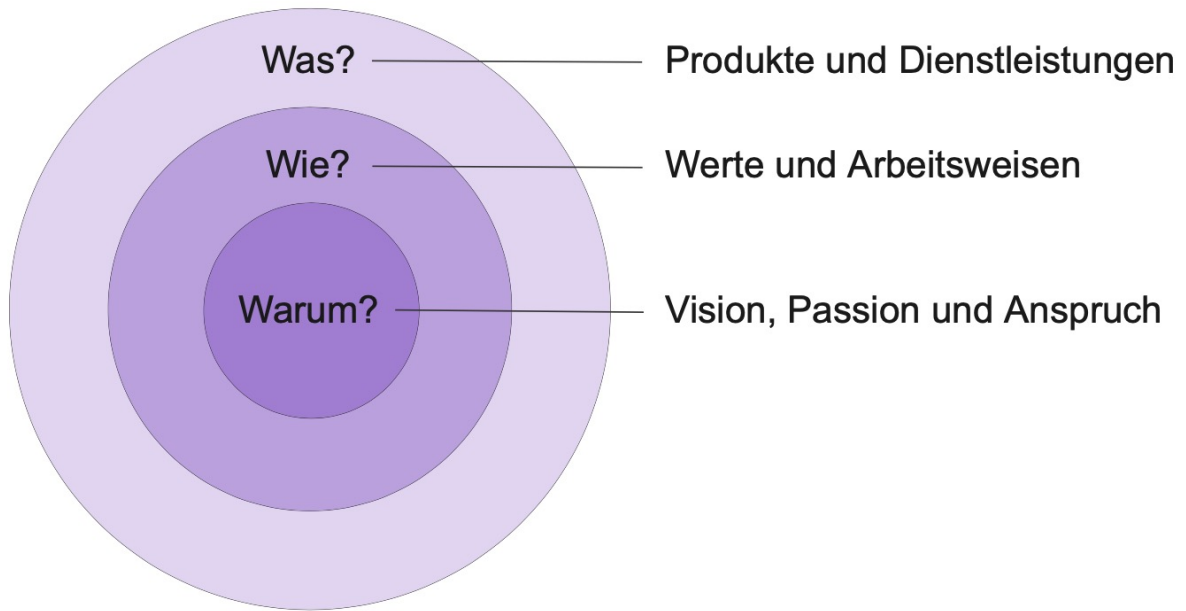 Was? Produkte und Dienstleistungen
Wie? Werte und Arbeitsweisen
Warum? Vision, Passion und Anspruch